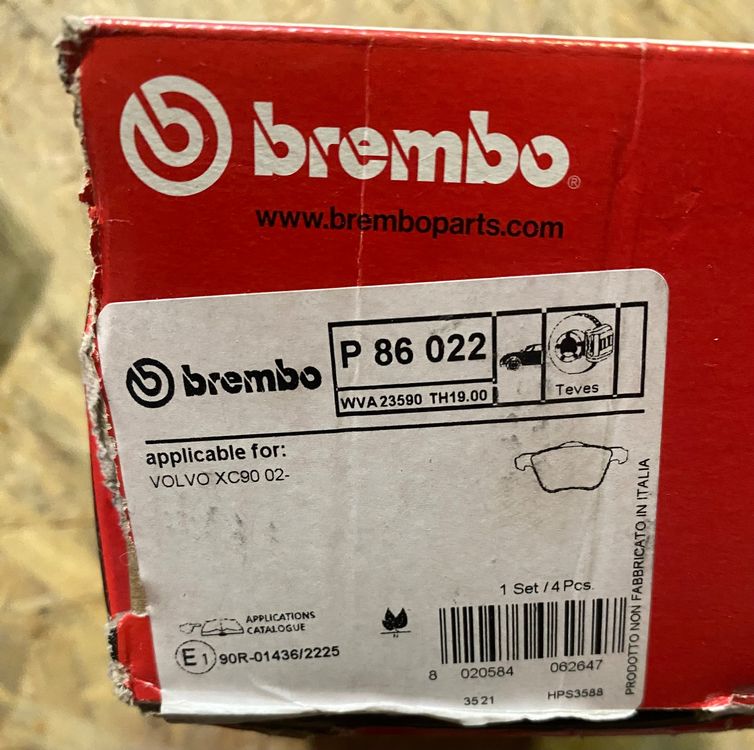 brembo®
www.bremboparts.com
brembo
P 86 022
WVA 23590 TH19.00
Teves
applicable for:
VOLVO XC90 02-
PRODOTTO NON FABBRICATO IN ITALIA
1 Set / 4 Pcs.
APPLICATIONS
CATALOGUE
E1 90R-01436/2225
8 020584 062647
3521 HPS3588